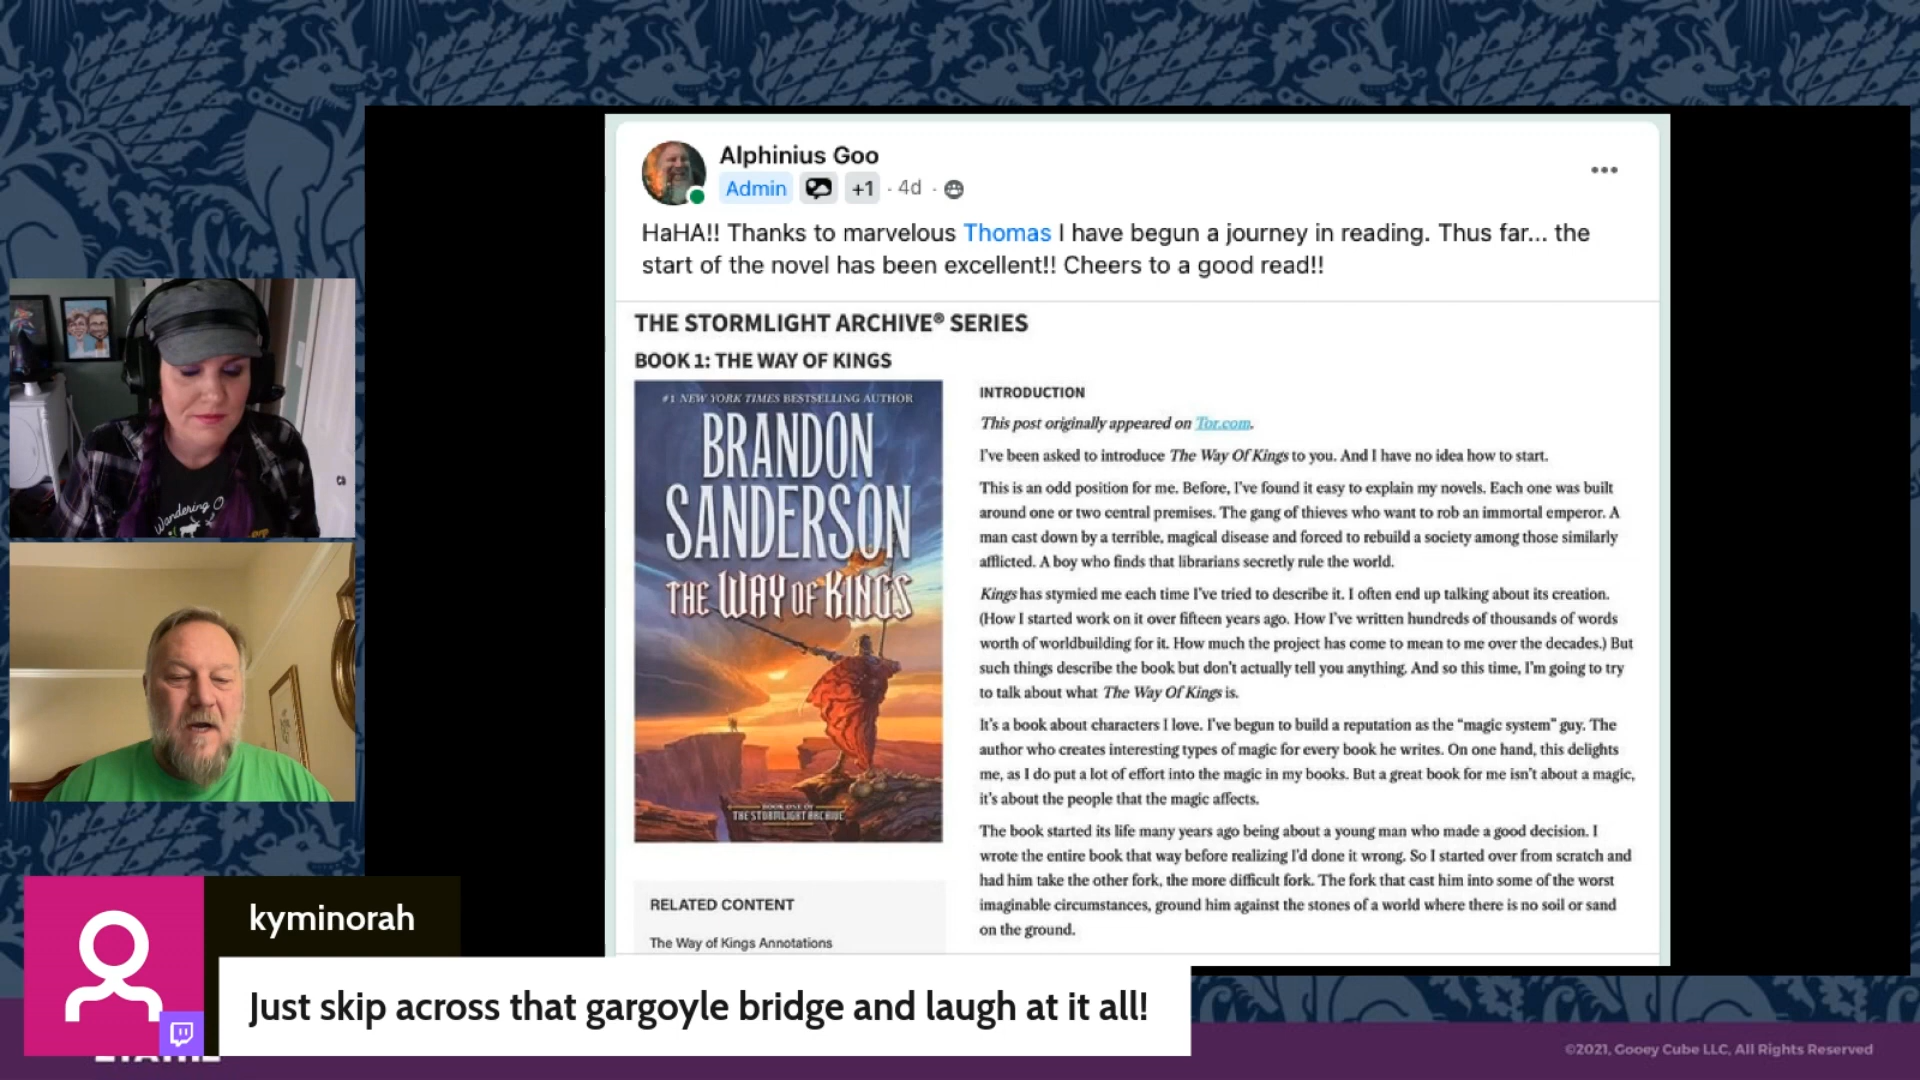 Alphinius Goo
Admin +1 · 4d ·
HaHA!! Thanks to marvelous Thomas I have begun a journey in reading. Thus far... the
start of the novel has been excellent!! Cheers to a good read!!
THE STORMLIGHT ARCHIVE® SERIES
BOOK 1: THE WAY OF KINGS
#1 NEW YORK TIMES BESTSELLING AUTHOR
BRANDON
SANDERSON
THE WAY OF KINGS
BOOK ONE OF
THE STORMLIGHT ARCHIVE
INTRODUCTION
This post originally appeared on Tor.com.
I've been asked to introduce The Way Of Kings to you. And I have no idea how to start.
This is an odd position for me. Before, I've found it easy to explain my novels. Each one was built
around one or two central premises. The gang of thieves who want to rob an immortal emperor. A
man cast down by a terrible, magical disease and forced to rebuild a society among those similarly
afflicted. A boy who finds that librarians secretly rule the world.
Kings has stymied me each time I've tried to describe it. I often end up talking about its creation.
(How I started work on it over fifteen years ago. How I've written hundreds of thousands of words
worth of worldbuilding for it. How much the project has come to mean to me over the decades.) But
such things describe the book but don't actually tell you anything. And so this time, I'm going to try
to talk about what The Way Of Kings is.
It's a book about characters I love. I've begun to build a reputation as the "magic system" guy. The
author who creates interesting types of magic for every book he writes. On one hand, this delights
me, as I do put a lot of effort into the magic in my books. But a great book for me isn't about a magic,
it's about the people that the magic affects.
The book started its life many years ago being about a young man who made a good decision. I
wrote the entire book that way before realizing I'd done it wrong. So I started over from scratch and
had him take the other fork, the more difficult fork. The fork that cast him into some of the worst
imaginable circumstances, ground him against the stones of a world where there is no soil or sand
on the ground.
RELATED CONTENT
The Way of Kings Annotations
Wandering
kyminorah
Just skip across that gargoyle bridge and laugh at it all!
©2021, Gooey Cube LLC, All Rights Reserved